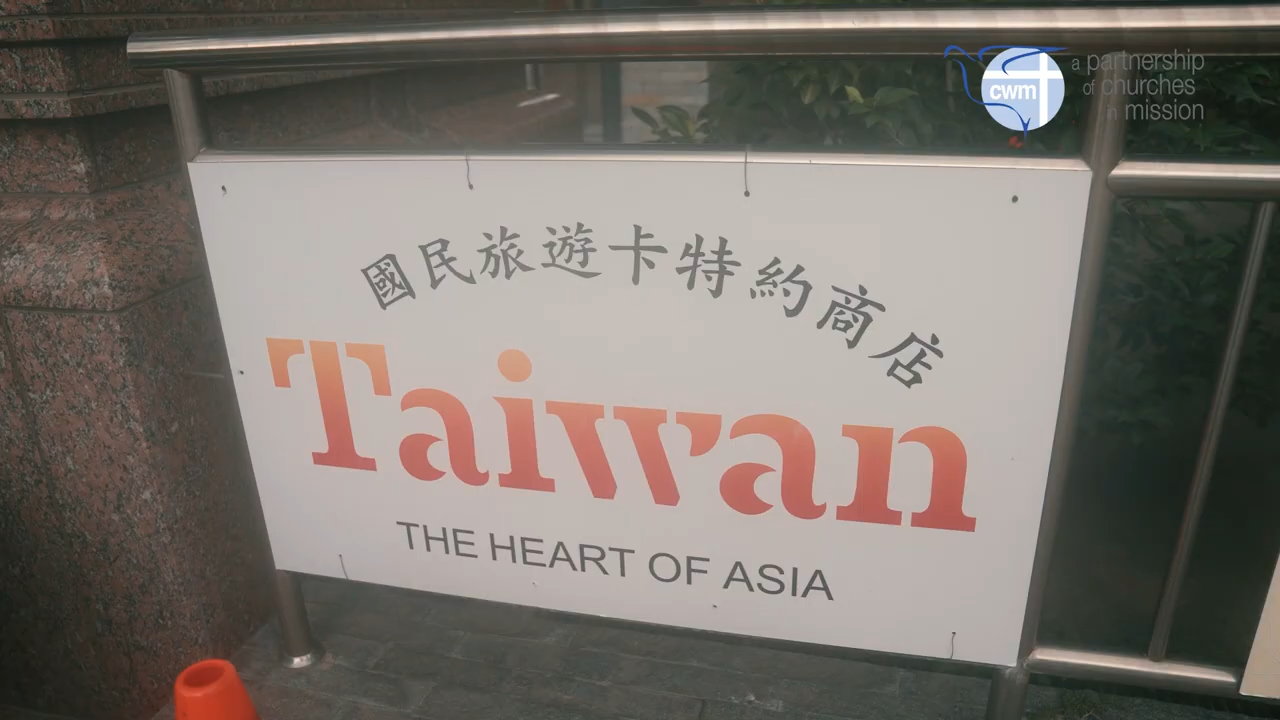 cwm
a partnership
of churches
in mission
國民旅遊卡特約商店
Taiwan
THE HEART OF ASIA